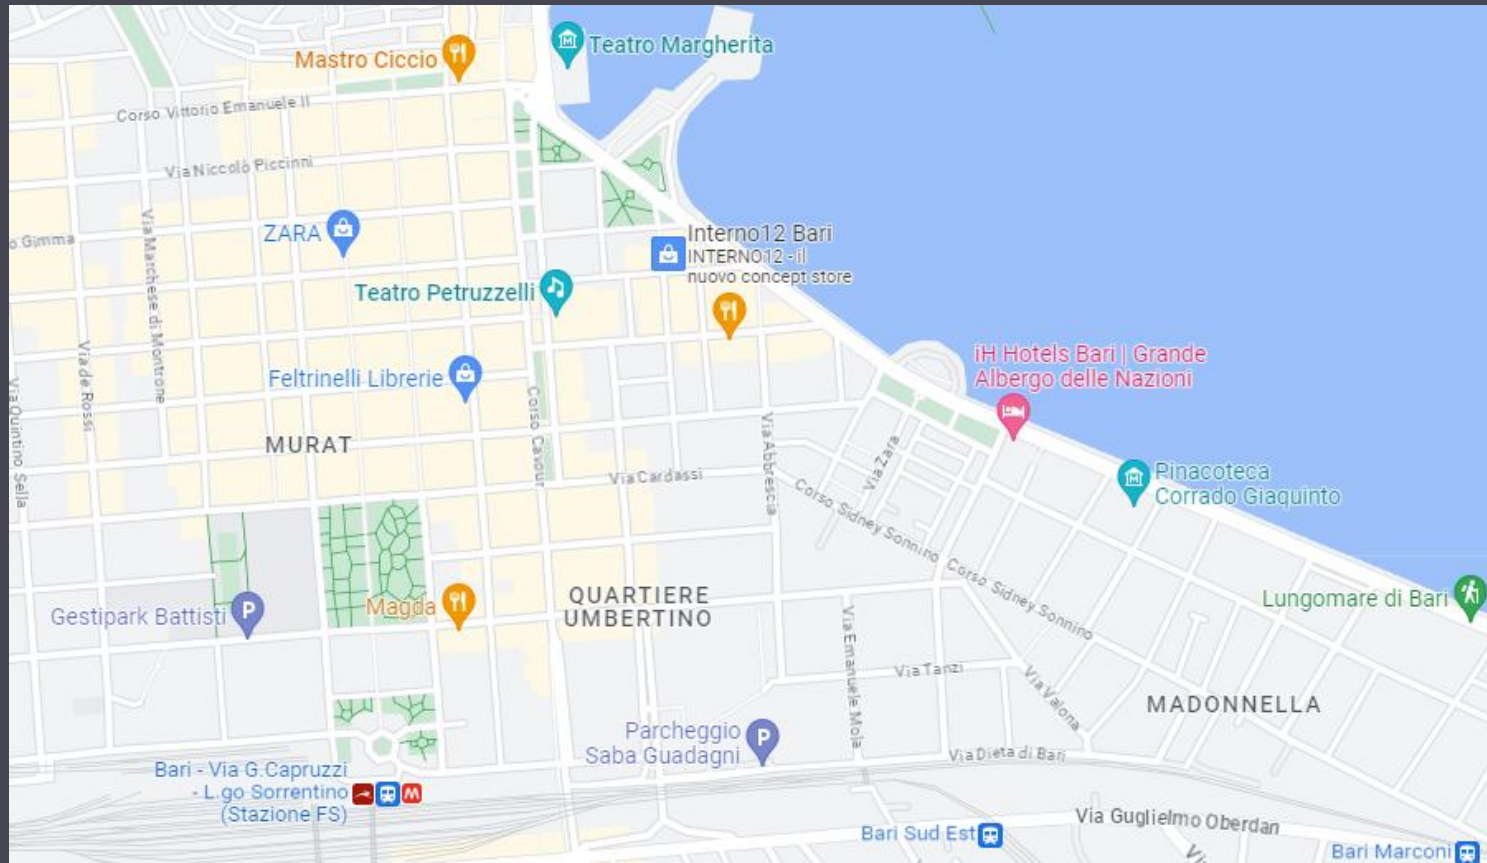 Teatro Margherita
Mastro Ciccio
Corso Vittorio Emanuele II
Via Niccolò Piccinni
ZARA
o Gimma
Via Marchese di Montrone
Interno12 Bari
INTERNO12 - il
nuovo concept store
Teatro Petruzzelli
iH Hotels Bari | Grande
Albergo delle Nazioni
Feltrinelli Librerie
Via de Rossi
Via Quintino Sella
Corso Cavour
MURAT
Via Abbrescia
Via Zara
Via Cardassi
Pinacoteca
Corrado Giaquinto
Corso Sidney Sonnino
Corso Sidney Sonnino
QUARTIERE
UMBERTINO
Magda
Gestipark Battisti
P
Lungomare di Bari
Via Emanuele Mola
Via Tanzi
Via Valona
MADONNELLA
Parcheggio
Saba Guadagni
P
Via Dieta di Bari
Bari - Via G.Capruzzi
- L.go Sorrentino
(Stazione FS)
M
Bari Sud Est
Via Guglielmo Oberdan
Vi
Bari Marconi